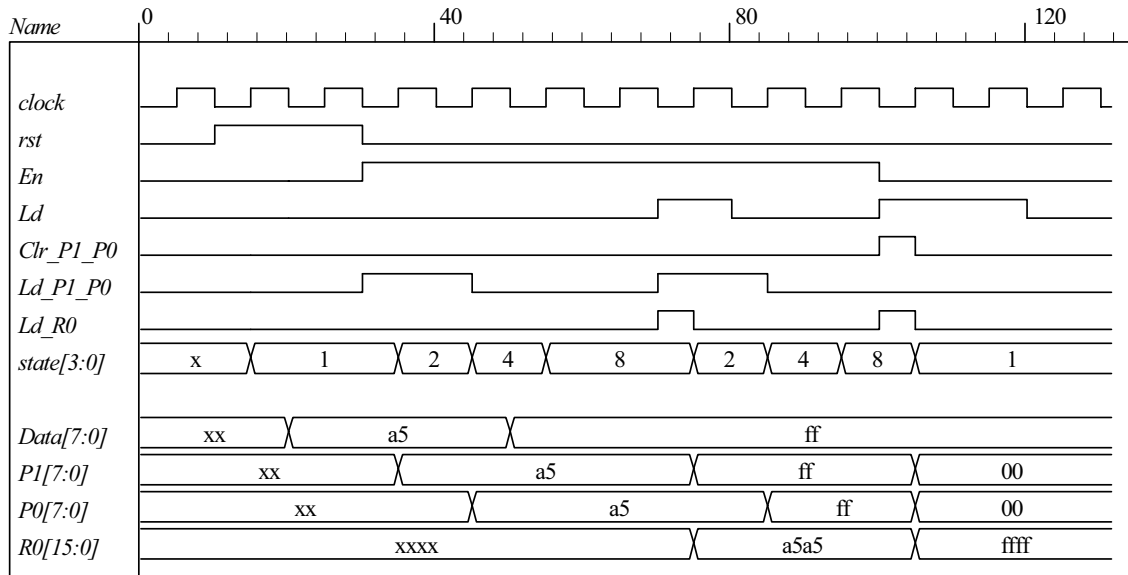 Name 0 40 80 120
clock
rst
En
Ld
Clr_P1_P0
Ld_P1_P0
Ld_R0
state[3:0] x 1 2 4 8 2 4 8 1
Data[7:0] xx a5 ff
P1[7:0] xx a5 ff 00
P0[7:0] xx a5 ff 00
R0[15:0] xxxx a5a5 ffff